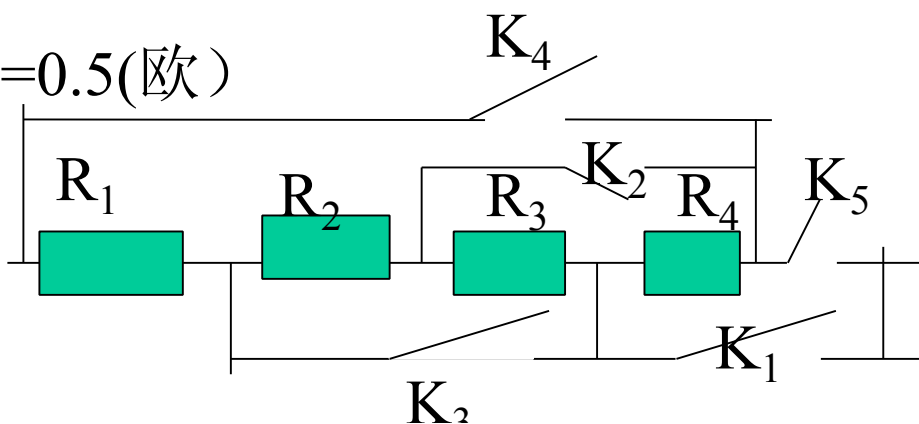 K₄
=0.5(欧）
K₂
R₁
R₂
R₃
R₄
K₅
K₁
K₃